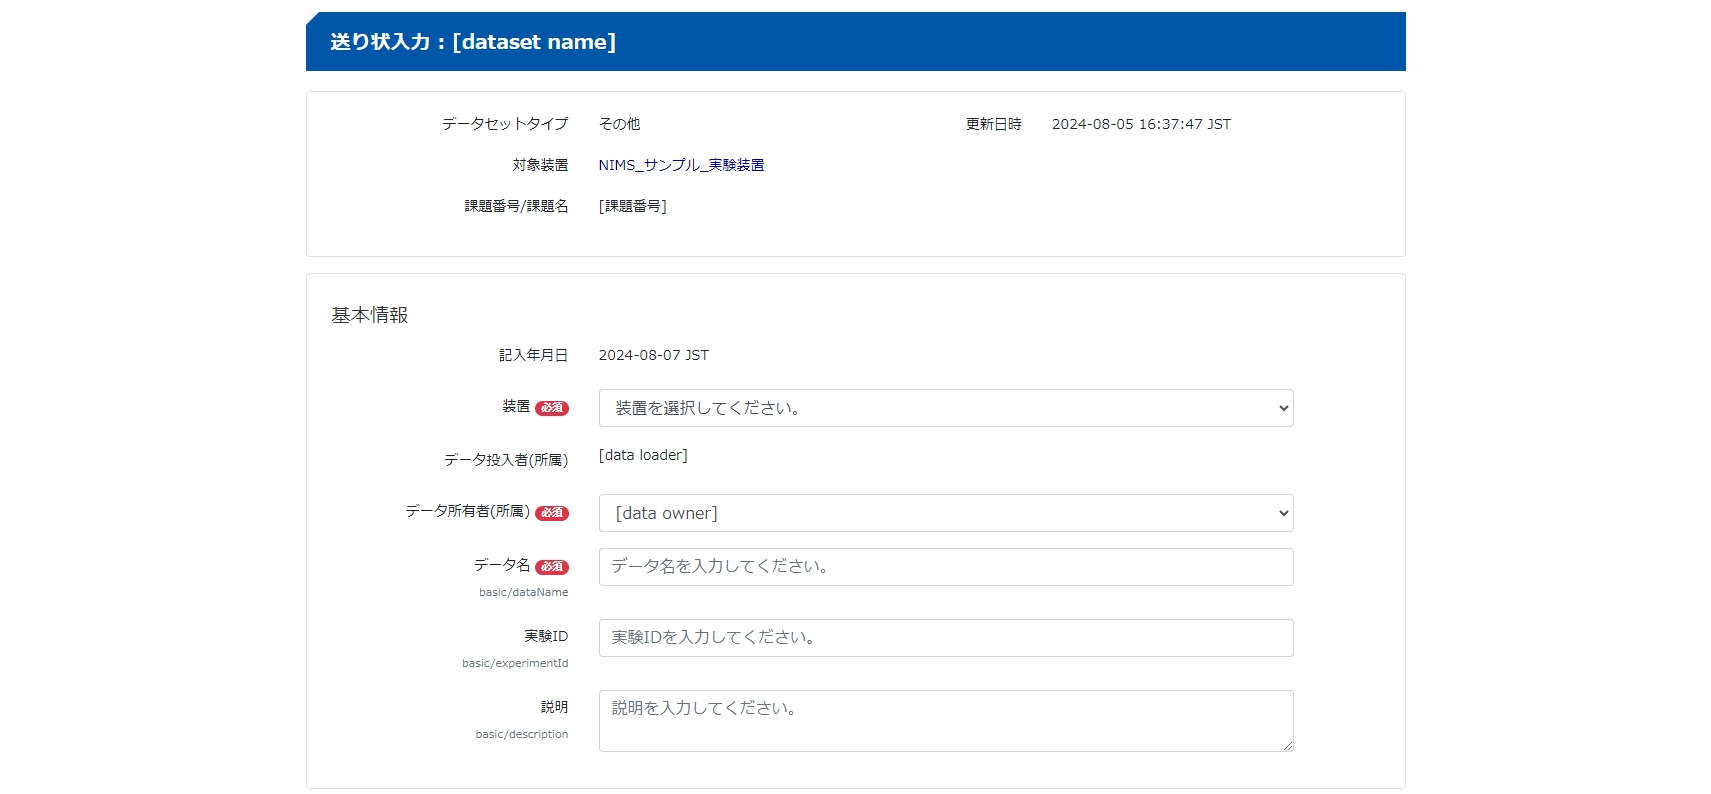 送り状入力：[dataset name]
データセットタイプ その他 更新日時 2024-08-05 16:37:47 JST
対象装置 NIMS_サンプル_実験装置
課題番号/課題名 [課題番号]
基本情報
記入年月日 2024-08-07 JST
装置 必須 装置を選択してください。
データ投入者(所属) [data loader]
データ所有者(所属) 必須 [data owner]
データ名 必須 データ名を入力してください。
basic/dataName
実験ID 実験IDを入力してください。
basic/experimentId
説明 説明を入力してください。
basic/description